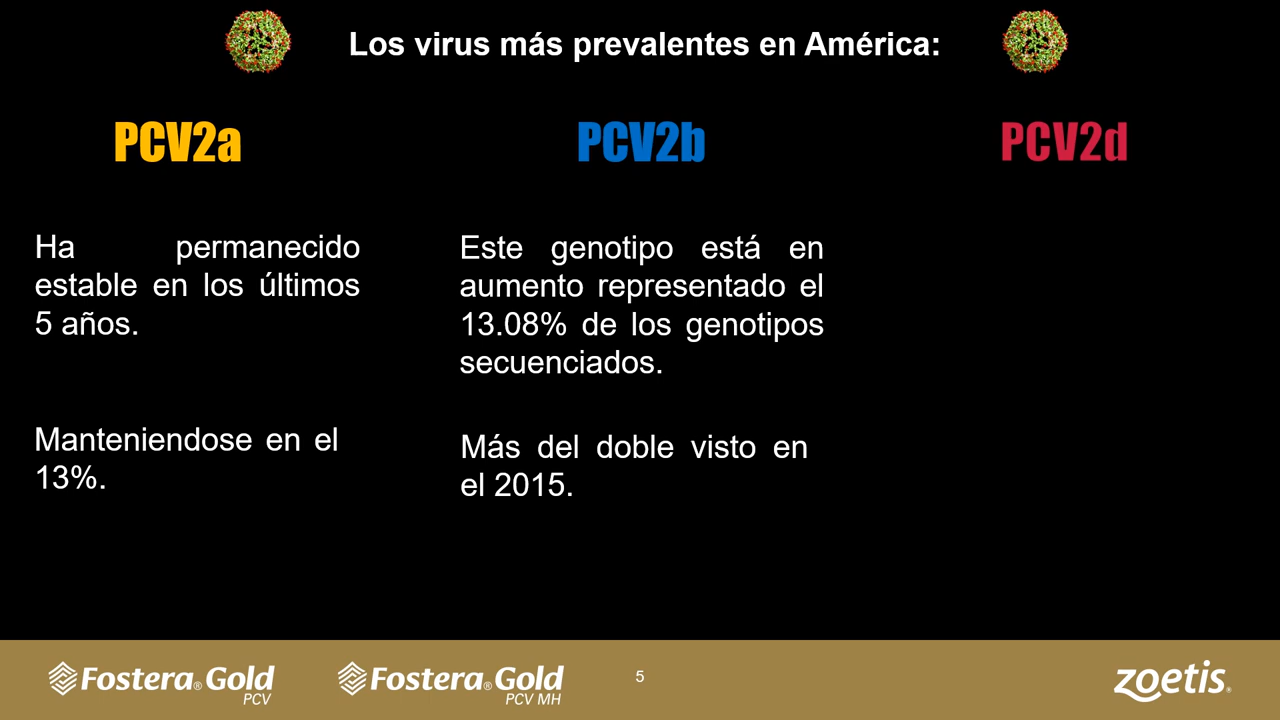 Los virus más prevalentes en América:
PCV2a
PCV2b
PCV2d
Ha permanecido
estable en los últimos
5 años.
Manteniendose en el
13%.
Este genotipo está en
aumento representado el
13.08% de los genotipos
secuenciados.
Más del doble visto en
el 2015.
Fostera® Gold
PCV
Fostera® Gold
PCV MH
5
zoetis®